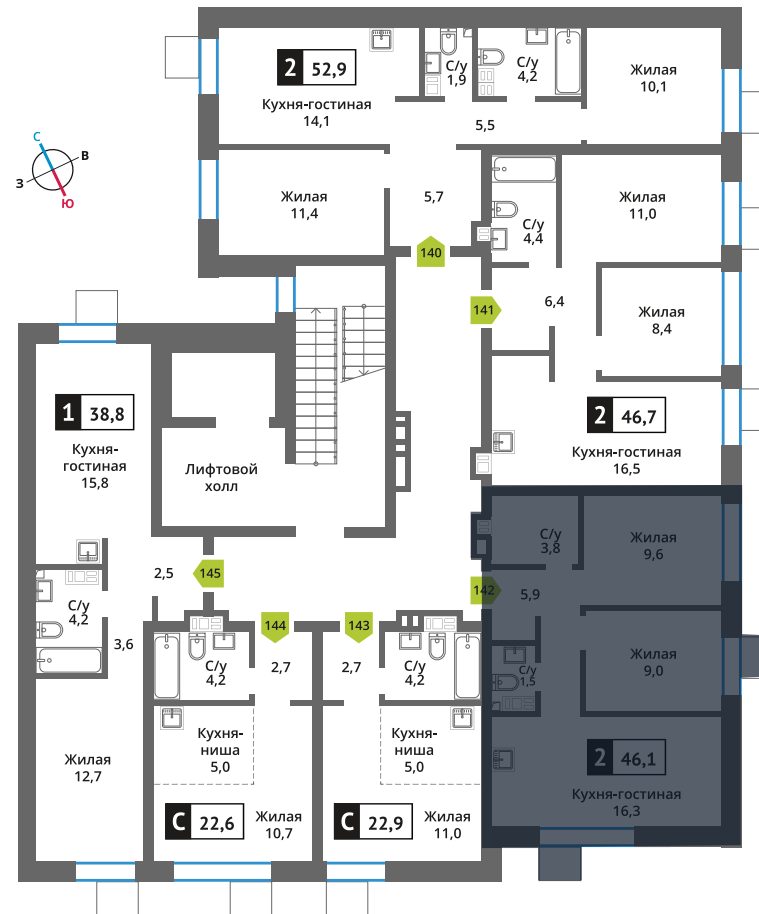 2 52,9
Кухня-гостиная
14,1
С/у
1,9
С/у
4,2
Жилая
10,1
5,5
С
В
З
Ю
Жилая
11,4
5,7
С/у
4,4
Жилая
11,0
140
141
6,4
Жилая
8,4
1 38,8
Кухня-
гостиная
15,8
Лифтовой
холл
2 46,7
Кухня-гостиная
16,5
С/у
3,8
Жилая
9,6
2,5
145
142
5,9
С/у
4,2
3,6
144
143
С/у
4,2
2,7
2,7
С/у
4,2
С/у
1,5
Жилая
9,0
Жилая
12,7
Кухня-
ниша
5,0
Кухня-
ниша
5,0
2 46,1
Кухня-гостиная
16,3
С 22,6
Жилая
10,7
С 22,9
Жилая
11,0